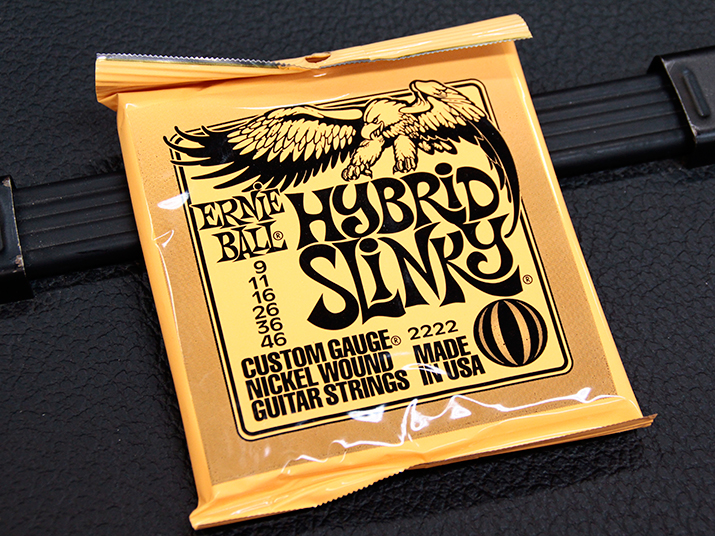 ERNIE
BALL®
HYBRID
SLINKY®
9
11
16
26
36
46
CUSTOM GAUGE®
NICKEL WOUND
GUITAR STRINGS
2222
MADE
IN USA